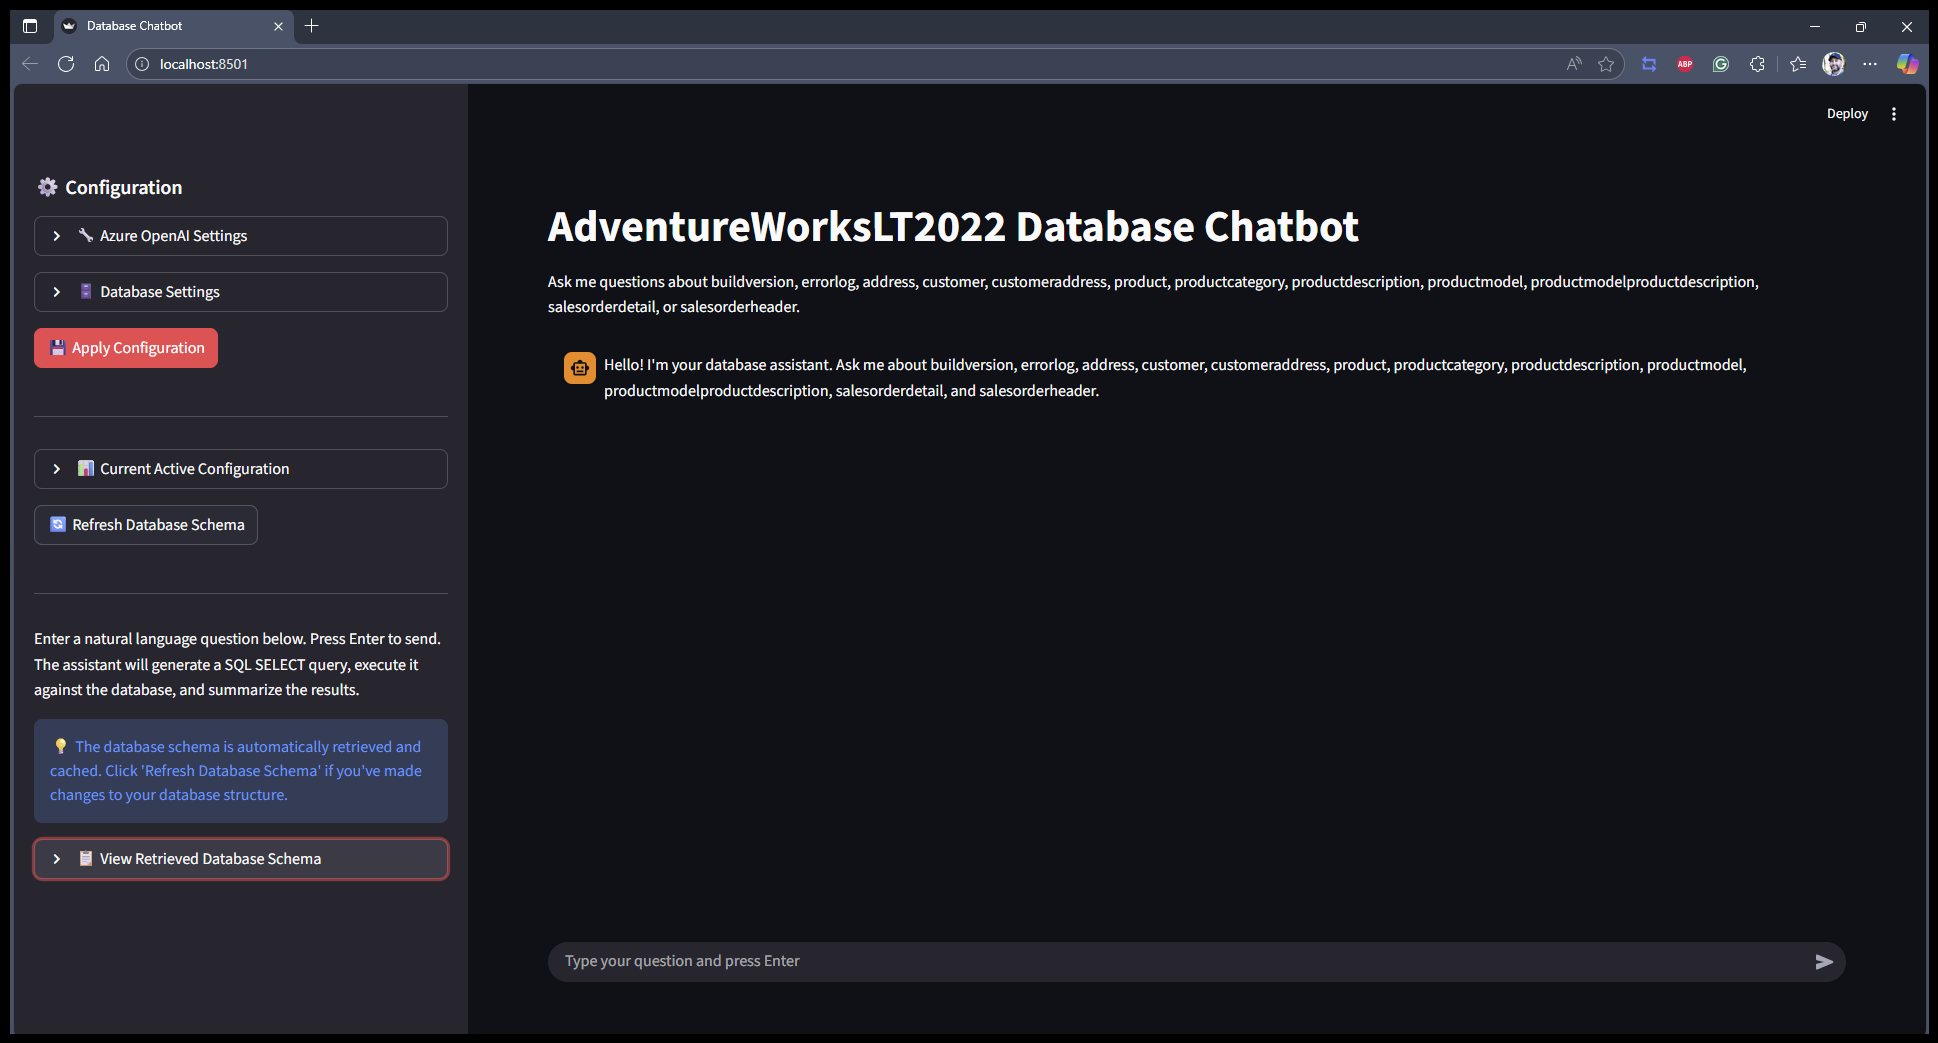 Database Chatbot
localhost:8501
ABP
Deploy
Configuration
Azure OpenAI Settings
Database Settings
Apply Configuration
Current Active Configuration
Refresh Database Schema
Enter a natural language question below. Press Enter to send.
The assistant will generate a SQL SELECT query, execute it
against the database, and summarize the results.
The database schema is automatically retrieved and
cached. Click 'Refresh Database Schema' if you've made
changes to your database structure.
View Retrieved Database Schema
AdventureWorksLT2022 Database Chatbot
Ask me questions about buildversion, errorlog, address, customer, customeraddress, product, productcategory, productdescription, productmodel, productmodelproductdescription,
salesorderdetail, or salesorderheader.
Hello! I'm your database assistant. Ask me about buildversion, errorlog, address, customer, customeraddress, product, productcategory, productdescription, productmodel,
productmodelproductdescription, salesorderdetail, and salesorderheader.
Type your question and press Enter